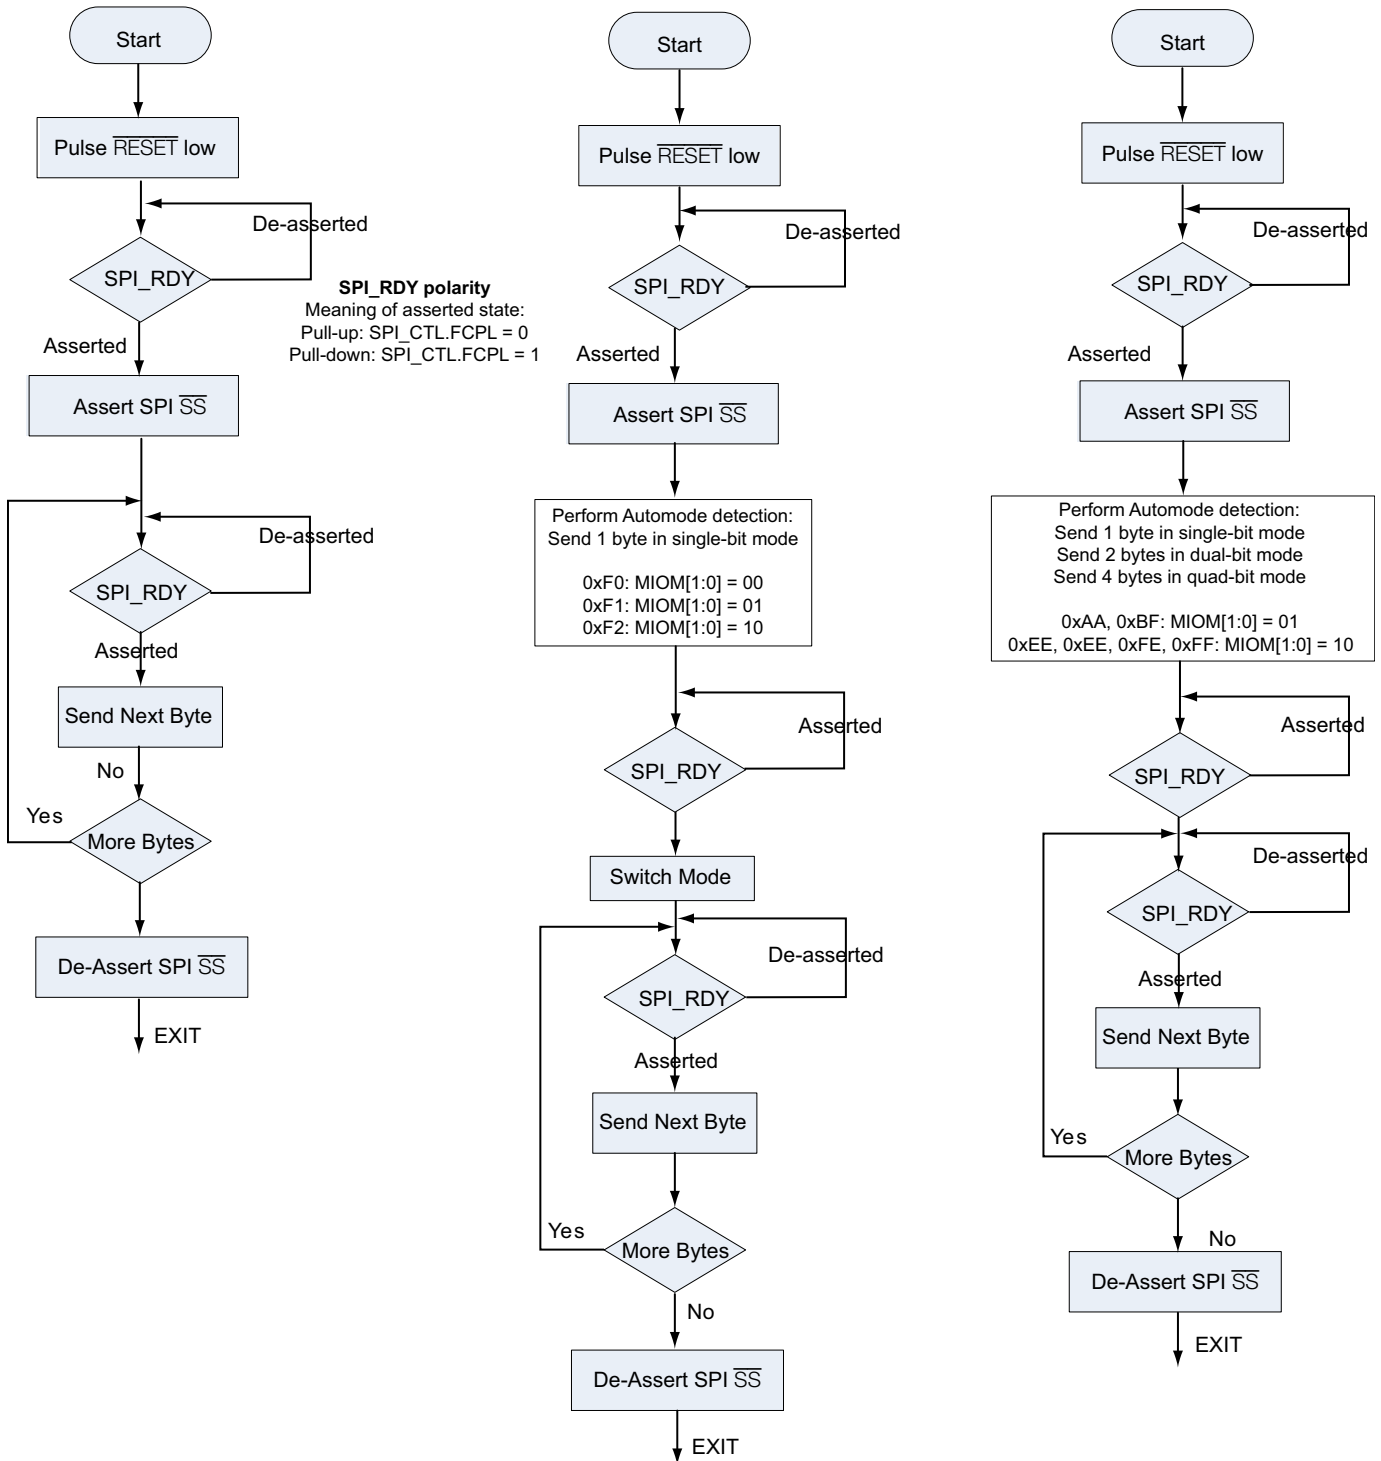 Start
Pulse RESET low
De-asserted
SPI_RDY
Asserted
Assert SPI SS
De-asserted
SPI_RDY
Asserted
Send Next Byte
No
Yes
More Bytes
De-Assert SPI SS
EXIT
SPI_RDY polarity
Meaning of asserted state:
Pull-up: SPI_CTL.FCPL = 0
Pull-down: SPI_CTL.FCPL = 1
Start
Pulse RESET low
De-asserted
SPI_RDY
Asserted
Assert SPI SS
Perform Automode detection:
Send 1 byte in single-bit mode
0xF0: MIOM[1:0] = 00
0xF1: MIOM[1:0] = 01
0xF2: MIOM[1:0] = 10
Asserted
SPI_RDY
Switch Mode
De-asserted
SPI_RDY
Asserted
Send Next Byte
Yes
More Bytes
No
De-Assert SPI SS
EXIT
Start
Pulse RESET low
De-asserted
SPI_RDY
Asserted
Assert SPI SS
Perform Automode detection:
Send 1 byte in single-bit mode
Send 2 bytes in dual-bit mode
Send 4 bytes in quad-bit mode
0xAA, 0xBF: MIOM[1:0] = 01
0xEE, 0xEE, 0xFE, 0xFF: MIOM[1:0] = 10
Asserted
SPI_RDY
De-asserted
SPI_RDY
Asserted
Send Next Byte
Yes
More Bytes
No
De-Assert SPI SS
EXIT